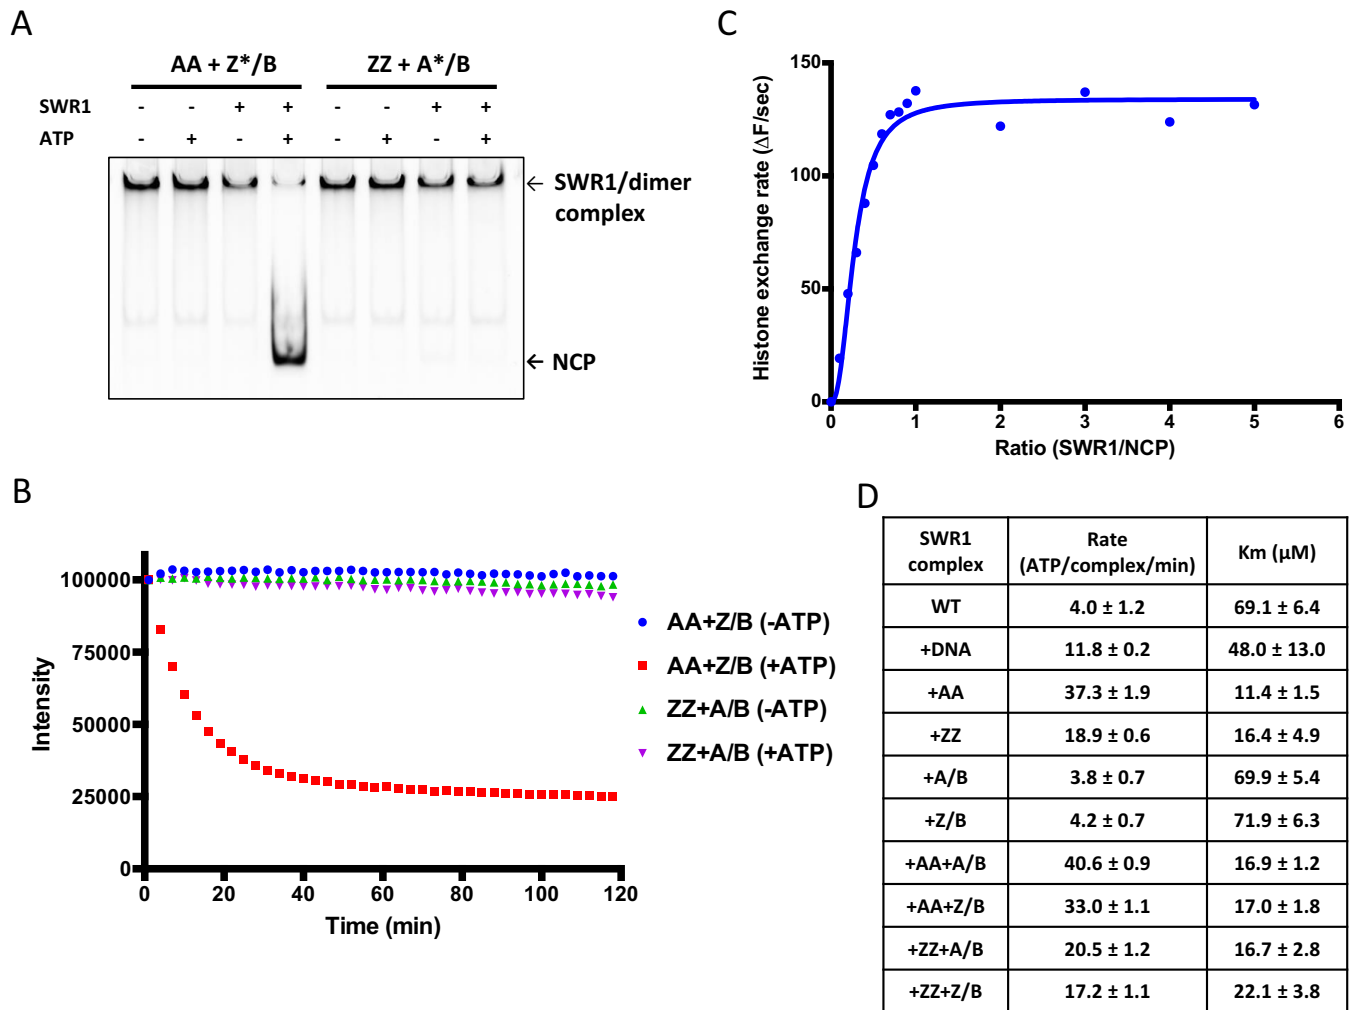 A
AA + Z*/B ZZ + A*/B
SWR1 - - + + - - + +
ATP - + - + - + - +
← SWR1/dimer
complex
← NCP
B
100000
75000
50000
25000
0
Intensity
0 20 40 60 80 100 120
Time (min)
AA+Z/B (-ATP)
AA+Z/B (+ATP)
ZZ+A/B (-ATP)
ZZ+A/B (+ATP)
C
150
100
50
0
Histone exchange rate (ΔF/sec)
0 1 2 3 4 5 6
Ratio (SWR1/NCP)
D
SWR1 complex Rate (ATP/complex/min) Km (µM)
WT 4.0 ± 1.2 69.1 ± 6.4
+DNA 11.8 ± 0.2 48.0 ± 13.0
+AA 37.3 ± 1.9 11.4 ± 1.5
+ZZ 18.9 ± 0.6 16.4 ± 4.9
+A/B 3.8 ± 0.7 69.9 ± 5.4
+Z/B 4.2 ± 0.7 71.9 ± 6.3
+AA+A/B 40.6 ± 0.9 16.9 ± 1.2
+AA+Z/B 33.0 ± 1.1 17.0 ± 1.8
+ZZ+A/B 20.5 ± 1.2 16.7 ± 2.8
+ZZ+Z/B 17.2 ± 1.1 22.1 ± 3.8